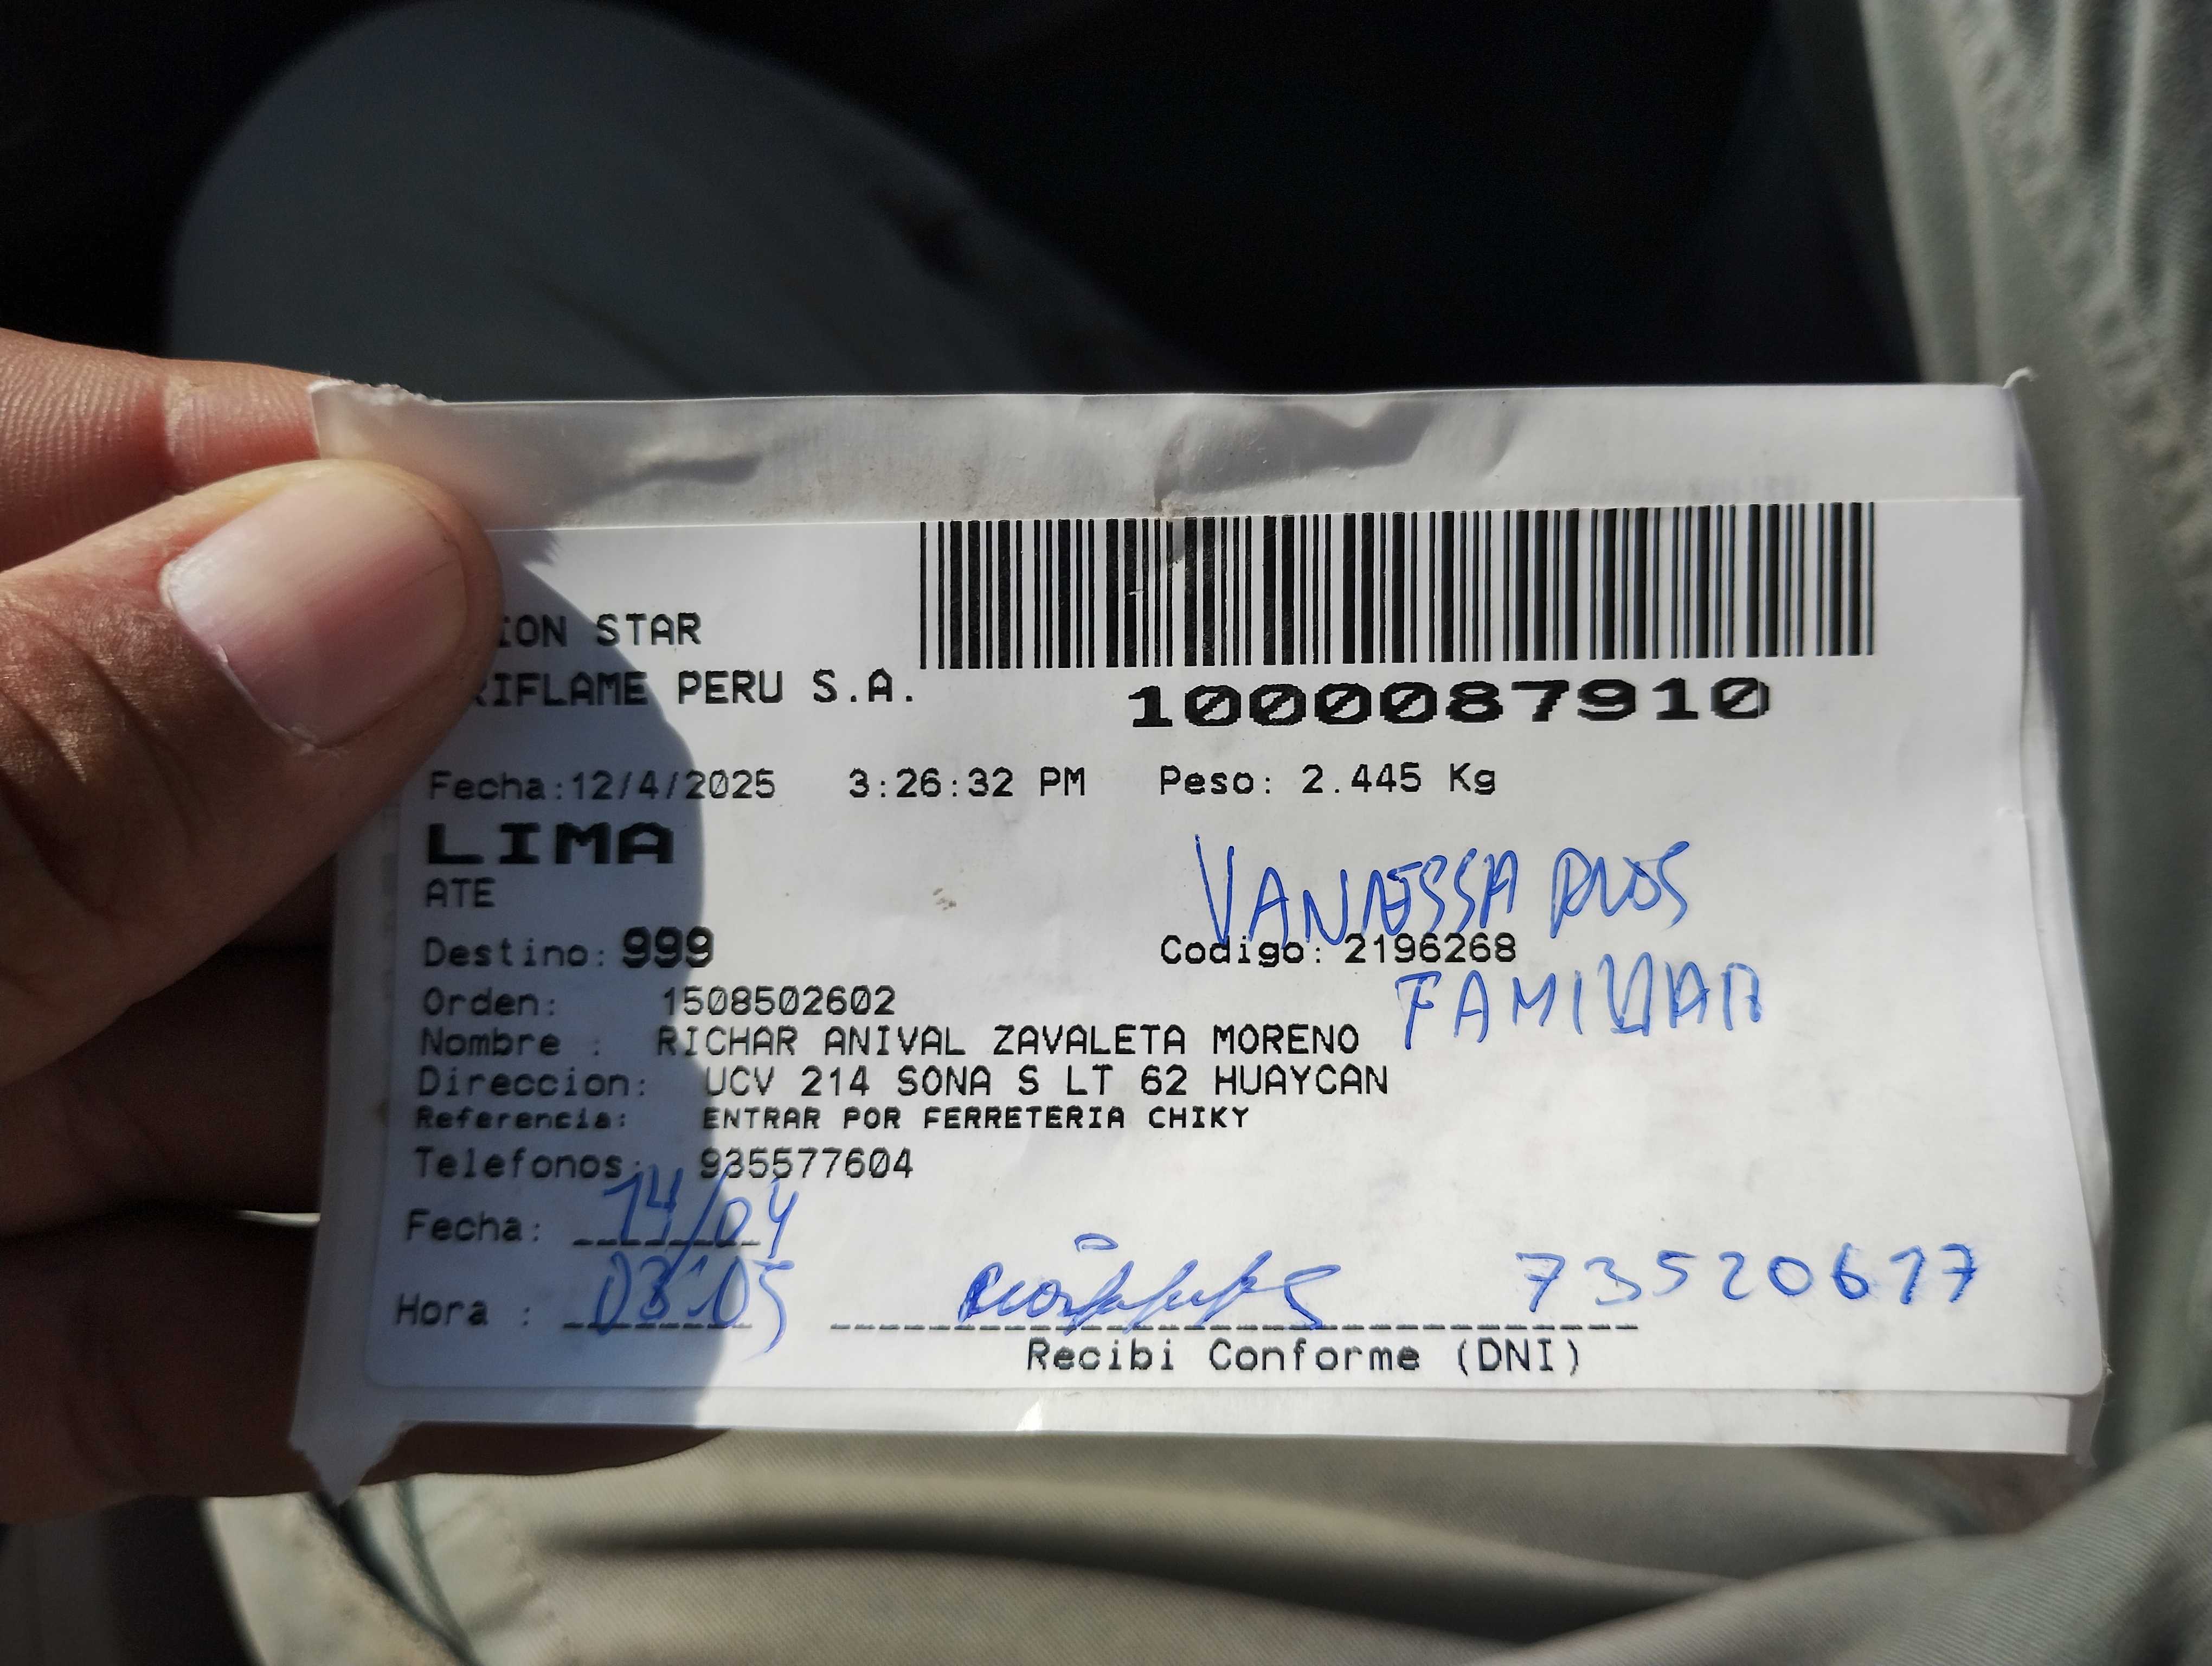 ION STAR
RIFLAME PERU S.A.
1000087910
Fecha:12/4/2025 3:26:32 PM Peso: 2.445 Kg
LIMA
ATE
VANNESSA
Destino: 999 Codigo: 2196268
FAMILIAR
Orden: 1508502602
Nombre : RICHAR ANIVAL ZAVALETA MORENO
Direccion: UCV 214 SONA S LT 62 HUAYCAN
Referencia: ENTRAR POR FERRETERIA CHIKY
Telefonos: 935577604
Fecha: 14/04
Hora : 03:05 73520617
Recibi Conforme (DNI)